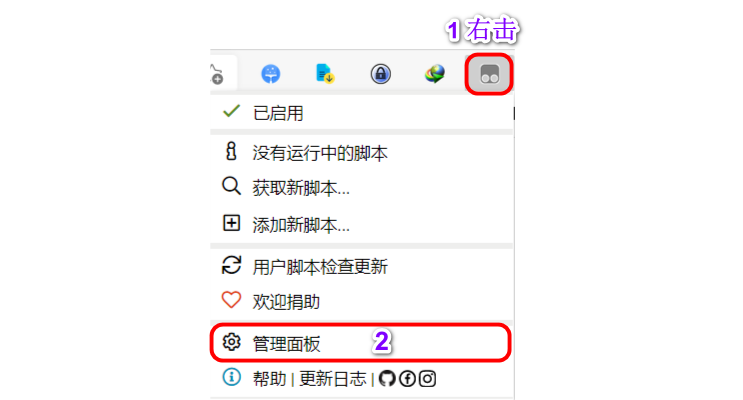 1 右击
已启用
没有运行中的脚本
获取新脚本...
添加新脚本...
用户脚本检查更新
欢迎捐助
管理面板 2
帮助 | 更新日志 |